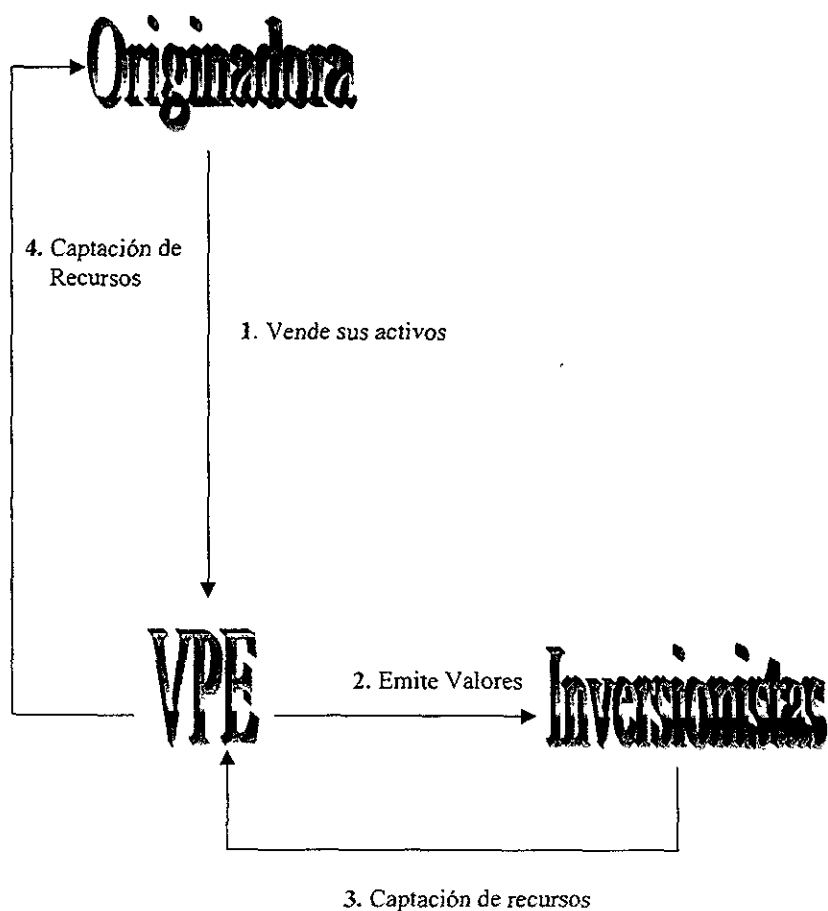 Originadora
4. Captación de
Recursos
1. Vende sus activos
VPE
2. Emite Valores
Inversionistas
3. Captación de recursos